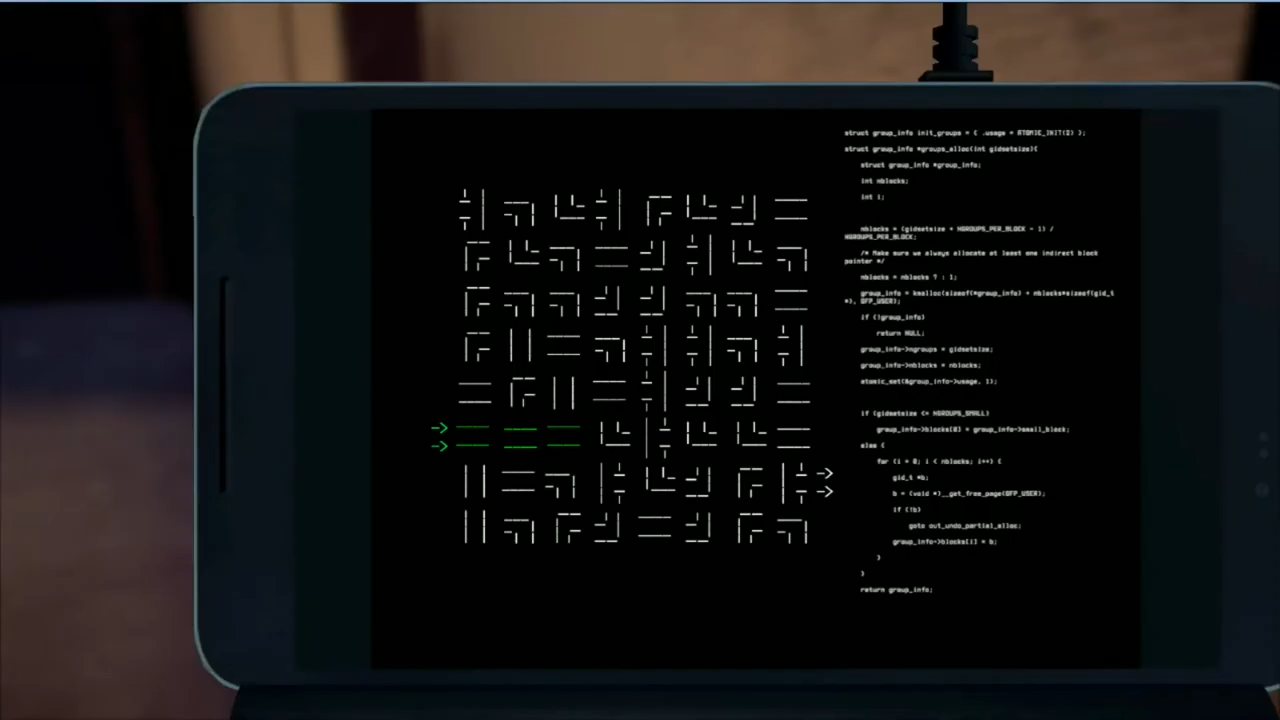 struct group_info init_groups = { .usage = ATOMIC_INIT(2) };
struct group_info *groups_alloc(int gidsetsize){
struct group_info *group_info;
int nblocks;
int i;
nblocks = (gidsetsize + NGROUPS_PER_BLOCK - 1) /
NGROUPS_PER_BLOCK;
/* Make sure we always allocate at least one indirect block
pointer */
nblocks = nblocks ? : 1;
group_info = kmalloc(sizeof(*group_info) + nblocks*sizeof(gid_t
*), GFP_USER);
if (!group_info)
return NULL;
group_info->ngroups = gidsetsize;
group_info->nblocks = nblocks;
atomic_set(&group_info->usage, 1);
if (gidsetsize <= NGROUPS_SMALL)
group_info->blocks[0] = group_info->small_block;
else {
for (i = 0; i < nblocks; i++) {
gid_t *b;
b = (void *)__get_free_page(GFP_USER);
if (!b)
goto out_undo_partial_alloc;
group_info->blocks[i] = b;
}
}
return group_info;